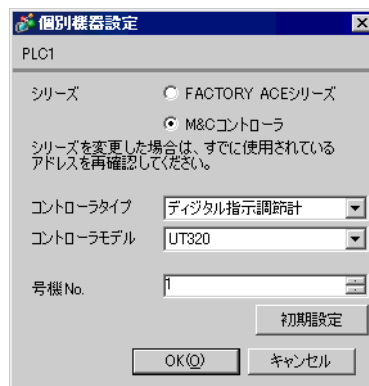 個別機器設定
PLC1
シリーズ
FACTORY ACEシリーズ
M&Cコントローラ
シリーズを変更した場合は、すでに使用されている
アドレスを再確認してください。
コントローラタイプ
ディジタル指示調節計
コントローラモデル
UT320
号機No.
1
初期設定
OK(O)
キャンセル